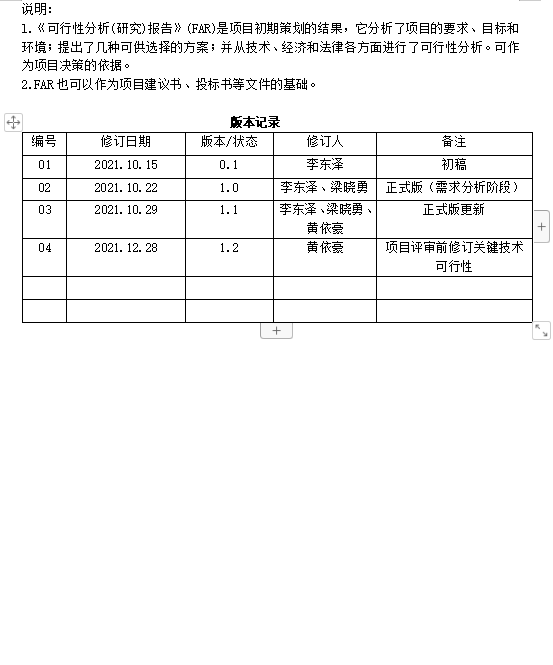 说明:
1.《可行性分析(研究)报告》(FAR)是项目初期策划的结果，它分析了项目的要求、目标和
环境；提出了几种可供选择的方案；并从技术、经济和法律各方面进行了可行性分析。可作
为项目决策的依据。
2.FAR也可以作为项目建议书、投标书等文件的基础。
版本记录
编号 修订日期 版本/状态 修订人 备注
01 2021.10.15 0.1 李东泽 初稿
02 2021.10.22 1.0 李东泽、梁晓勇 正式版（需求分析阶段）
03 2021.10.29 1.1 李东泽、梁晓勇、 正式版更新
黄依豪
04 2021.12.28 1.2 黄依豪 项目评审前修订关键技术
可行性